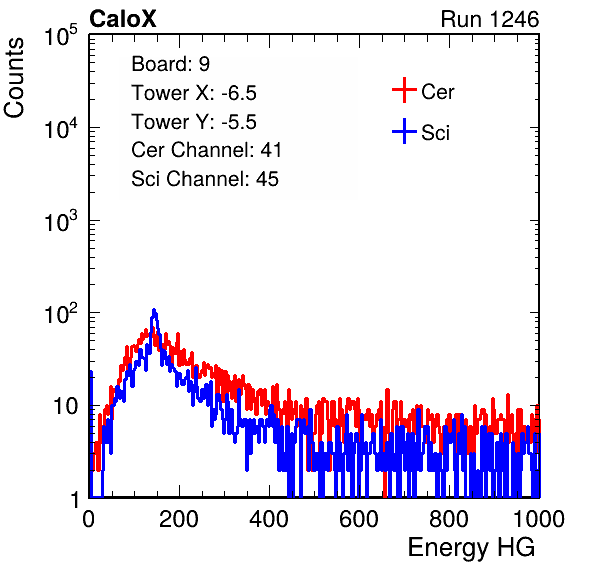 CaloX Run 1246
Counts
10^5
10^4
10^3
10^2
10
1
Board: 9
Tower X: -6.5
Tower Y: -5.5
Cer Channel: 41
Sci Channel: 45
Cer
Sci
0 200 400 600 800 1000
Energy HG